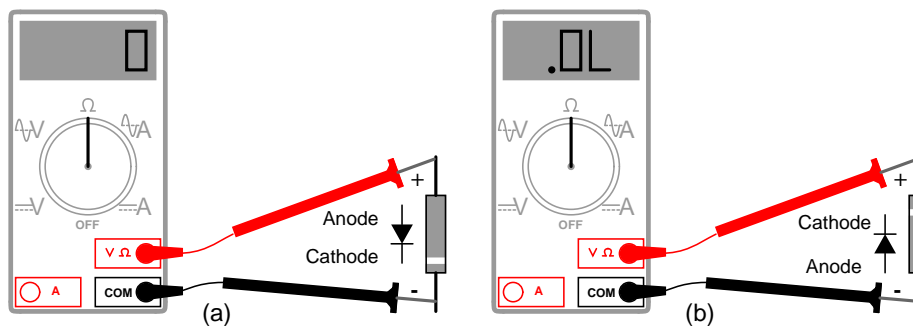 0
Ω
V
A
V
A
OFF
V Ω
A
COM
+
Anode
Cathode
-
(a)
.0L
Ω
V
A
V
A
OFF
V Ω
A
COM
+
Cathode
Anode
-
(b)